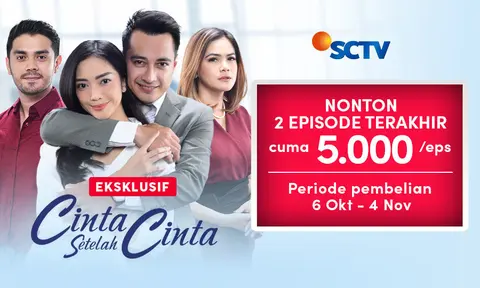 SCTV
NONTON
2 EPISODE TERAKHIR
cuma 5.000 /eps
Periode pembelian
6 Okt - 4 Nov
EKSKLUSIF
Cinta
Setelah Cinta